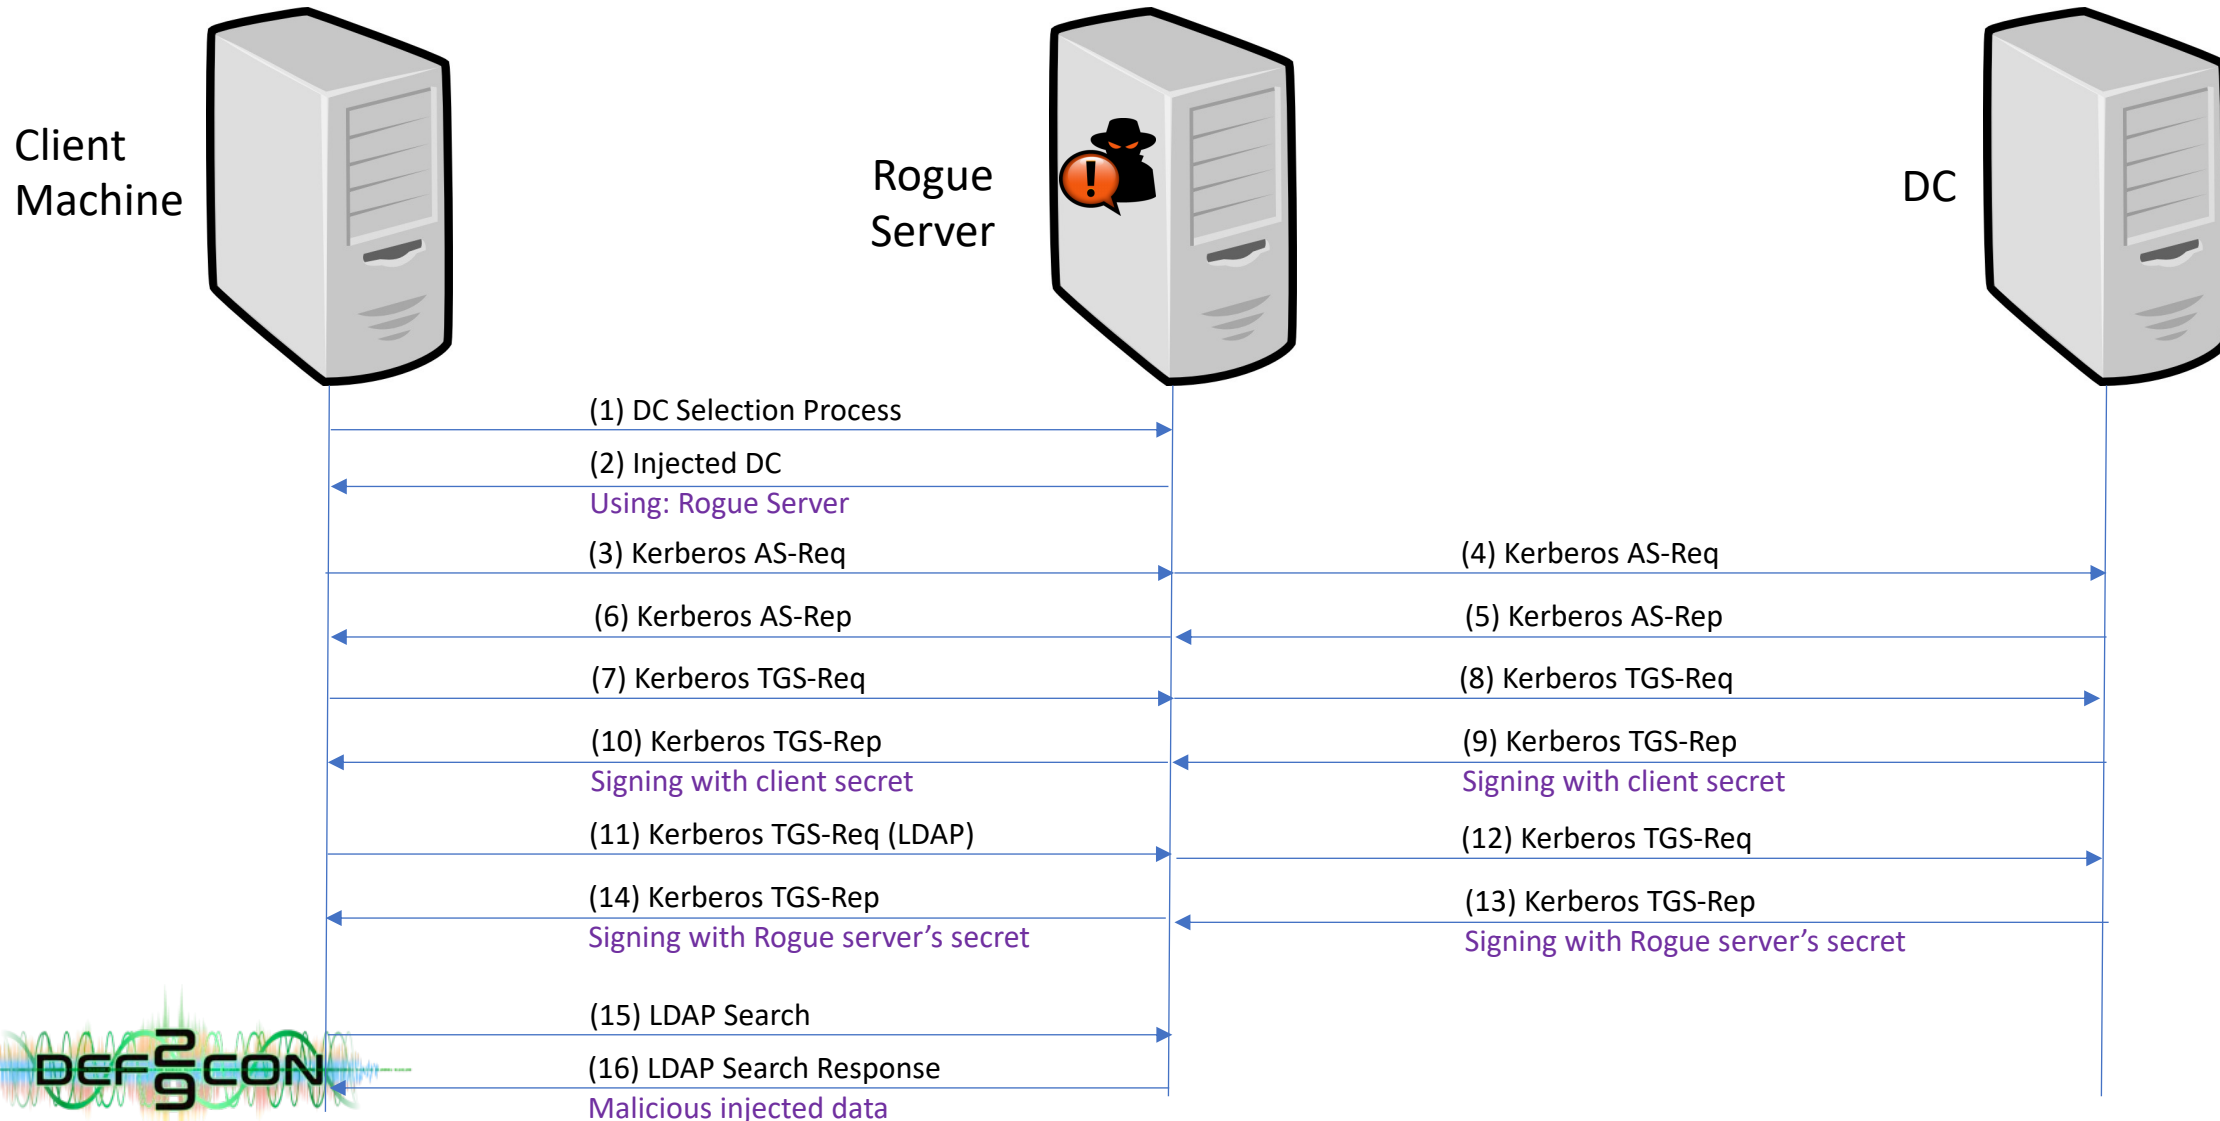 Client
Machine
Rogue
Server
DC
(1) DC Selection Process
(2) Injected DC
Using: Rogue Server
(3) Kerberos AS-Req
(4) Kerberos AS-Req
(6) Kerberos AS-Rep
(5) Kerberos AS-Rep
(7) Kerberos TGS-Req
(8) Kerberos TGS-Req
(10) Kerberos TGS-Rep
Signing with client secret
(9) Kerberos TGS-Rep
Signing with client secret
(11) Kerberos TGS-Req (LDAP)
(12) Kerberos TGS-Req
(14) Kerberos TGS-Rep
Signing with Rogue server’s secret
(13) Kerberos TGS-Rep
Signing with Rogue server’s secret
(15) LDAP Search
(16) LDAP Search Response
Malicious injected data
DEF CON
29